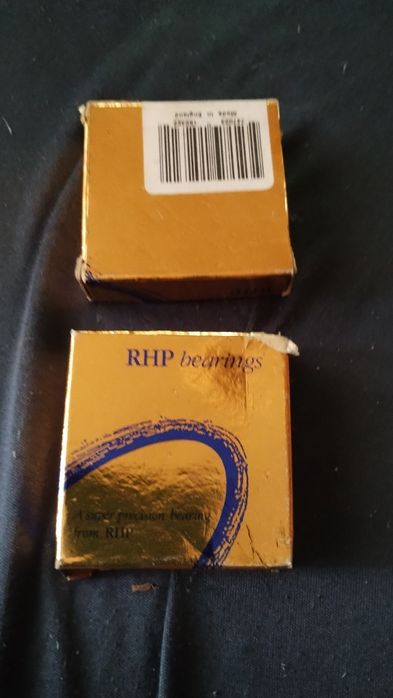 Made in England
RHP bearings
A super precision bearing
from RHP